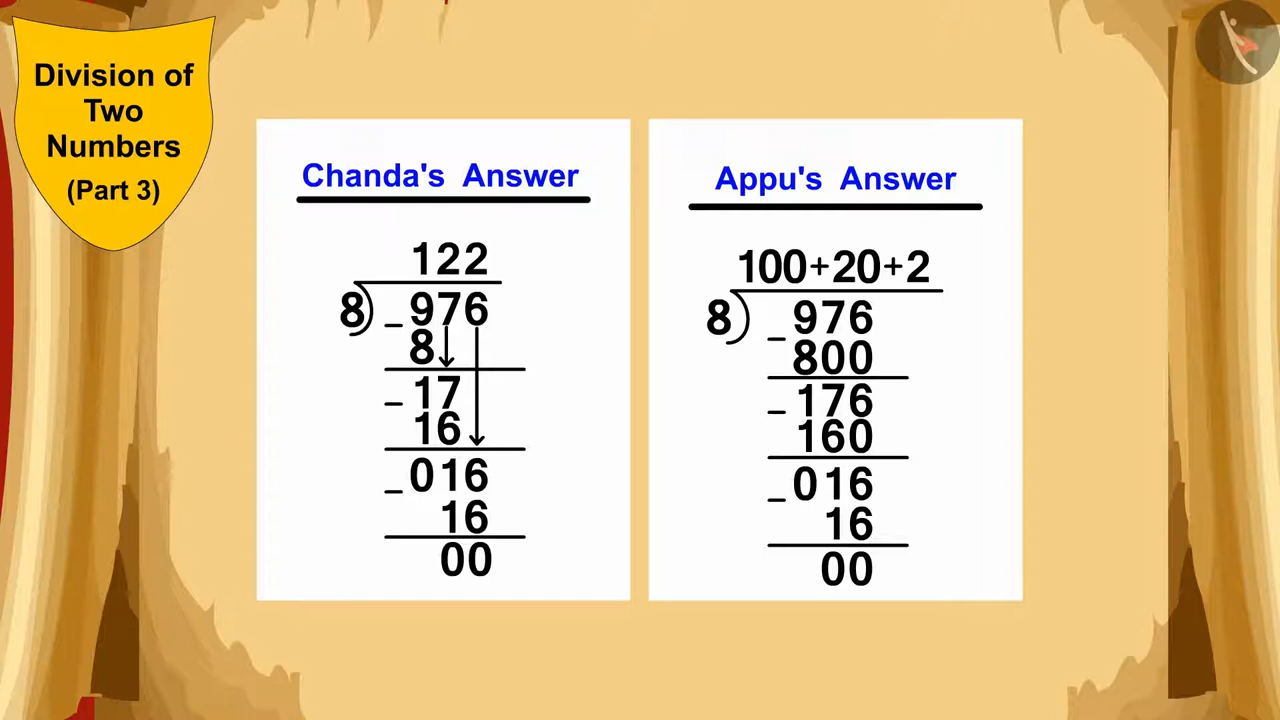 Division of
Two
Numbers
(Part 3)
Chanda's Answer
122
8) 976
_ 8
17
_ 16
016
_ 16
00
Appu's Answer
100+20+2
8) 976
_ 800
176
_ 160
016
_ 16
00